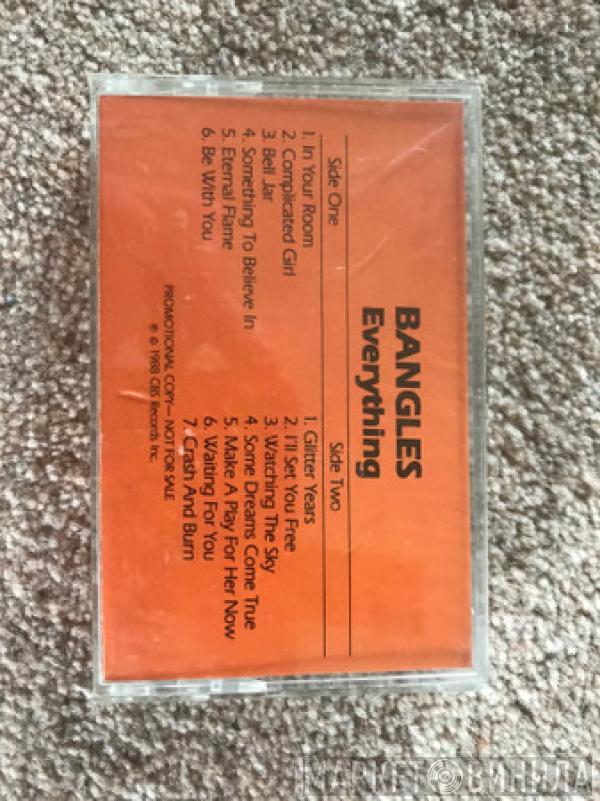 BANGLES
Everything
Side One
1. In Your Room
2. Complicated Girl
3. Bell Jar
4. Something To Believe In
5. Eternal Flame
6. Be With You
Side Two
1. Glitter Years
2. I'll Set You Free
3. Watching The Sky
4. Some Dreams Come True
5. Make A Play For Her Now
6. Waiting For You
7. Crash And Burn
PROMOTIONAL COPY— NOT FOR SALE
℗ © 1988 CBS Records Inc.
МАРКЕТ ВИНИЛА